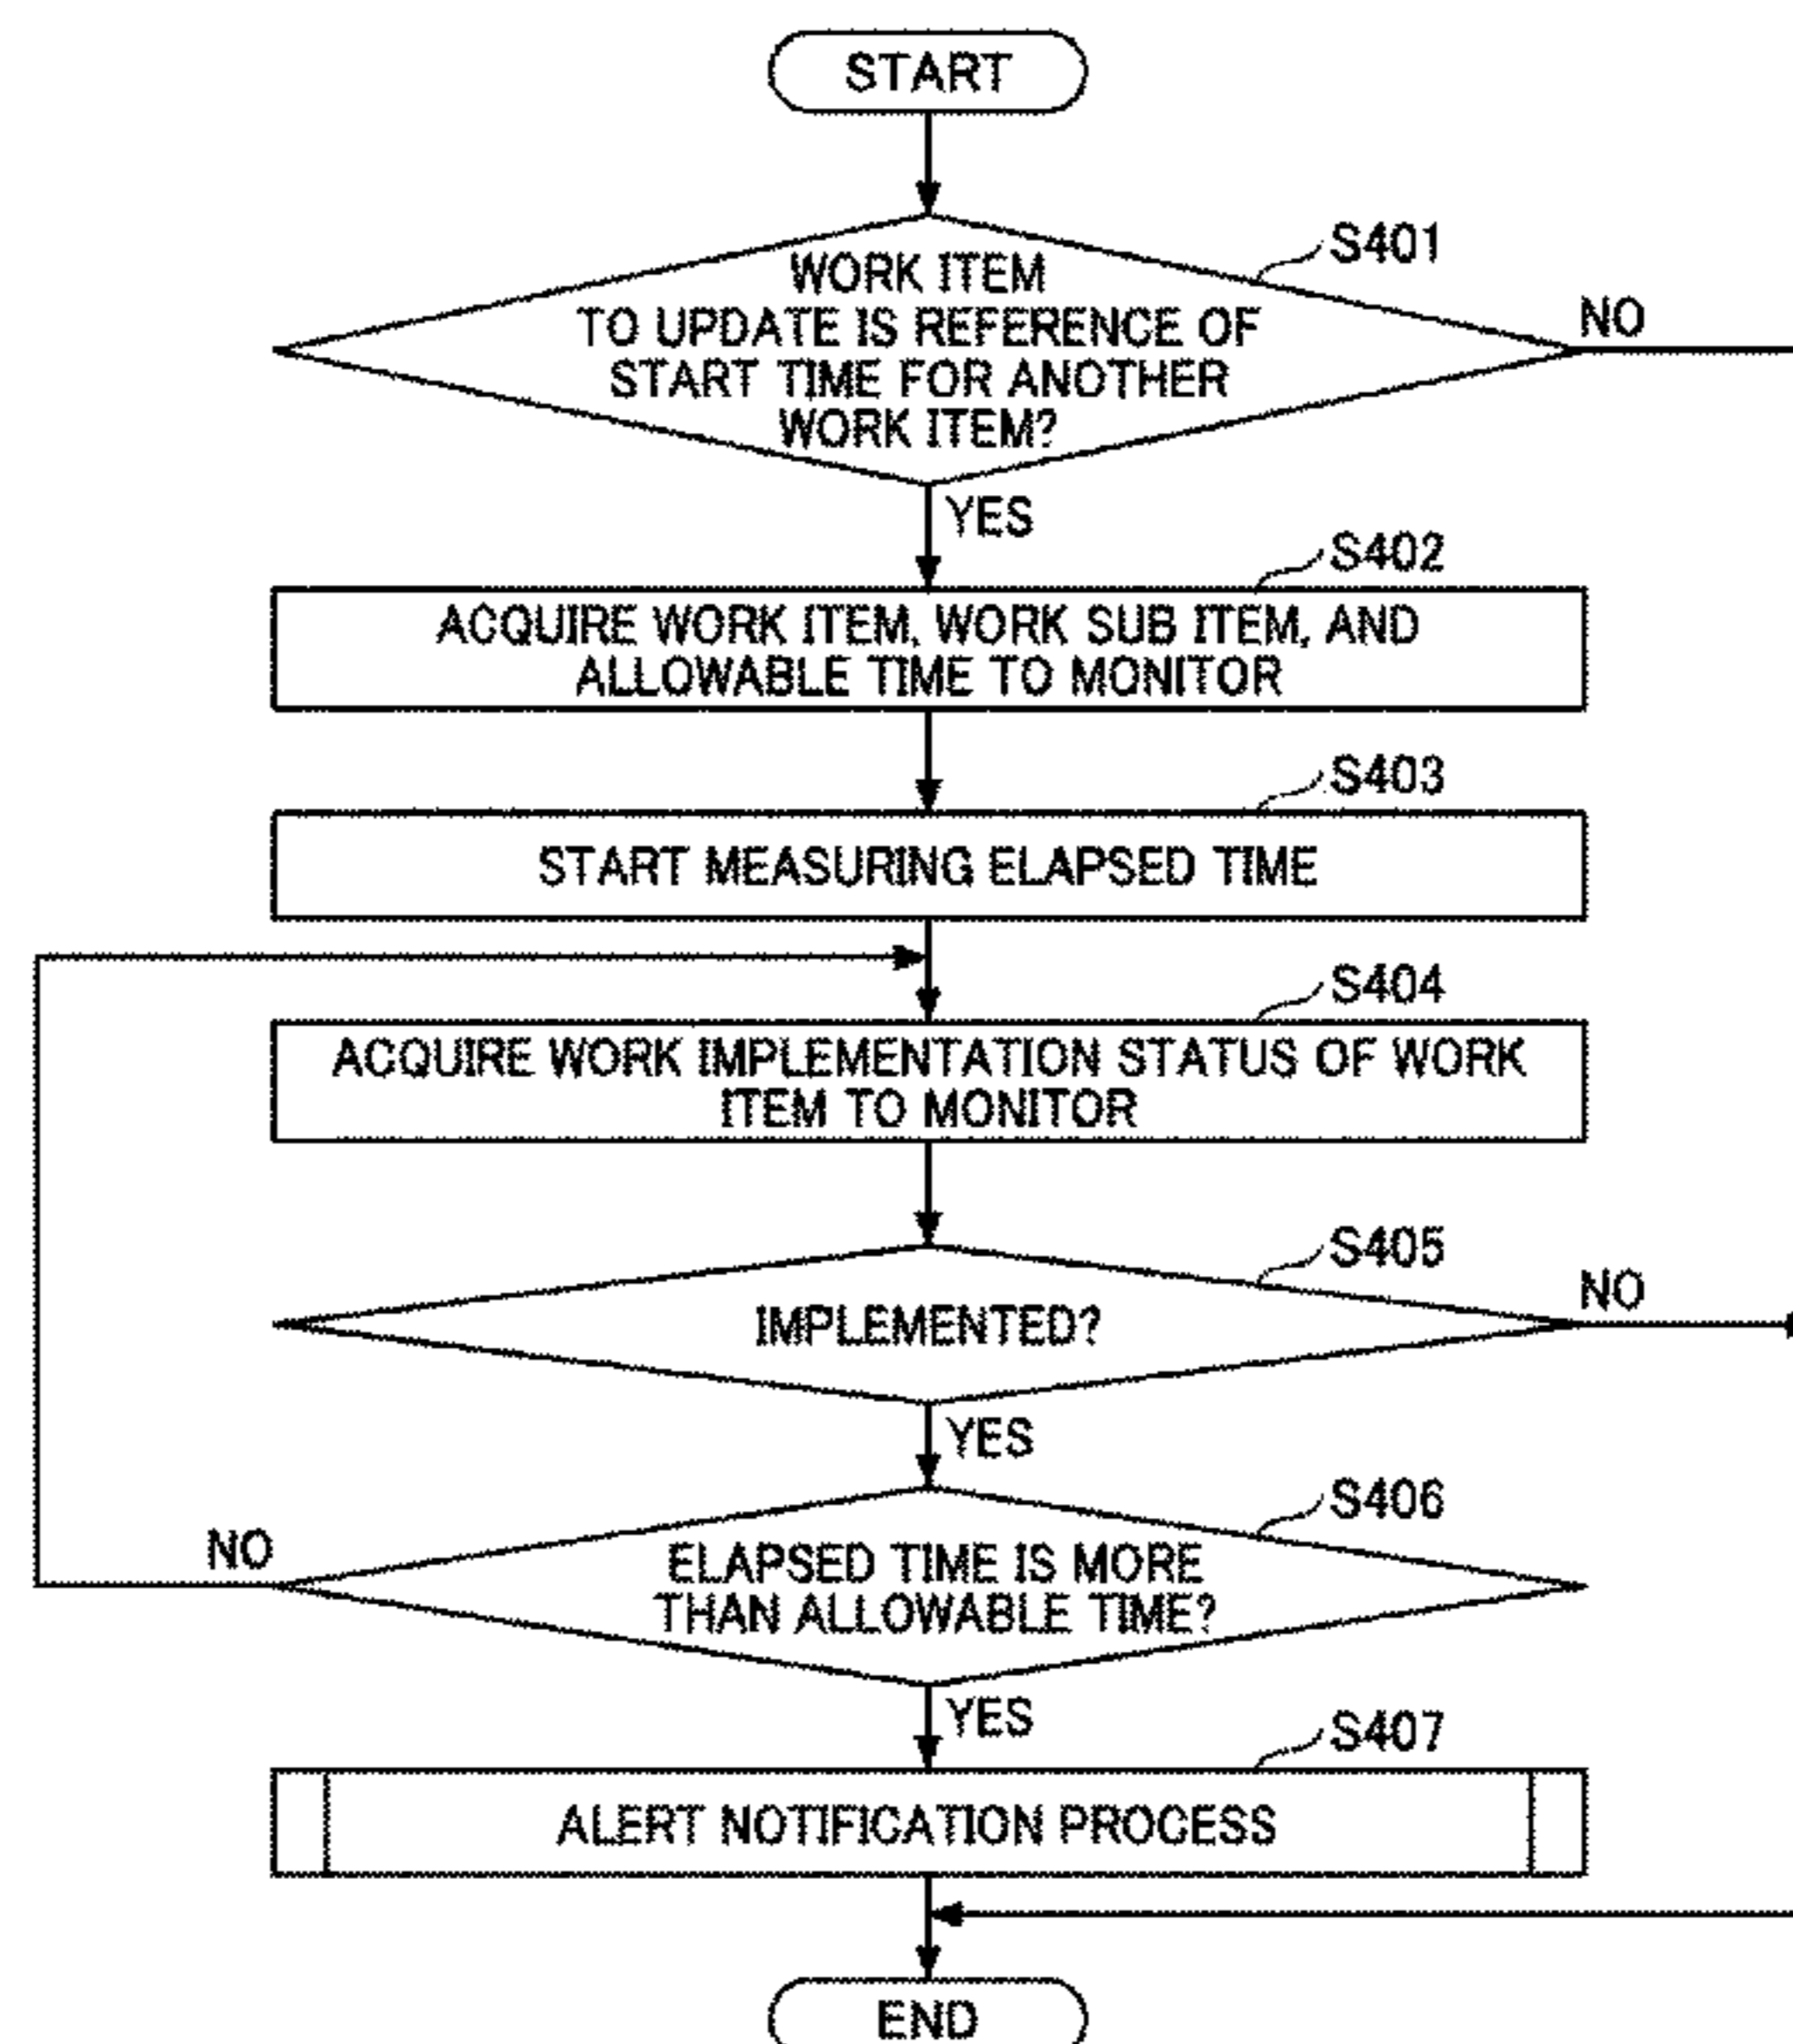 START
S401
WORK ITEM
TO UPDATE IS REFERENCE OF
START TIME FOR ANOTHER
WORK ITEM?
NO
YES
S402
ACQUIRE WORK ITEM, WORK SUB ITEM, AND
ALLOWABLE TIME TO MONITOR
S403
START MEASURING ELAPSED TIME
S404
ACQUIRE WORK IMPLEMENTATION STATUS OF WORK
ITEM TO MONITOR
S405
IMPLEMENTED?
NO
YES
S406
NO
ELAPSED TIME IS MORE
THAN ALLOWABLE TIME?
YES
S407
ALERT NOTIFICATION PROCESS
END